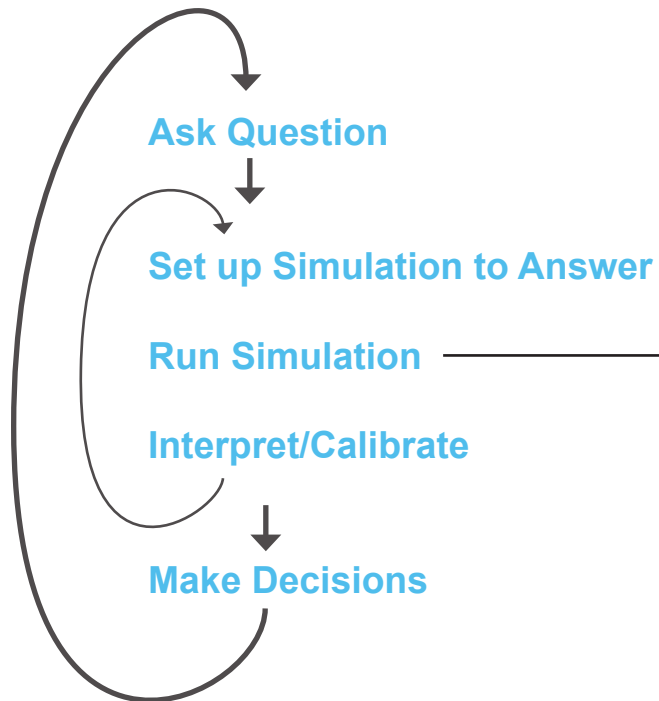 Ask Question
Set up Simulation to Answer
Run Simulation
Interpret/Calibrate
Make Decisions